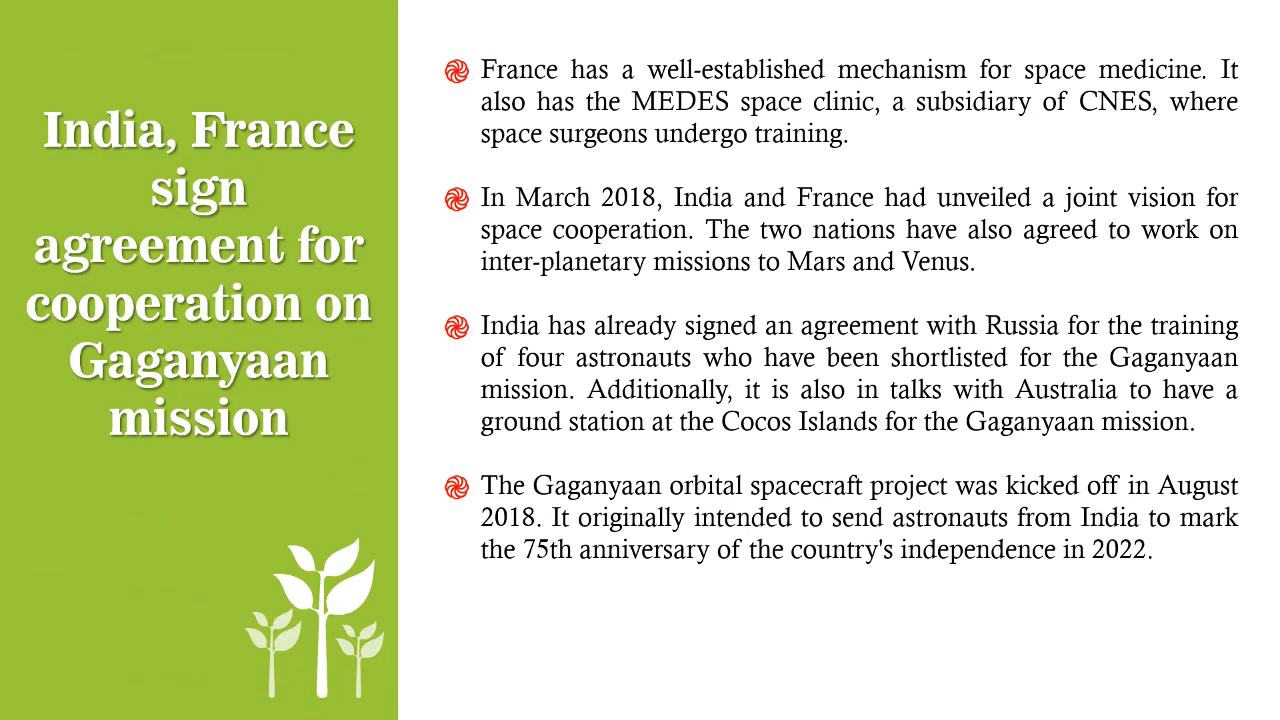 India, France
sign
agreement for
cooperation on
Gaganyaan
mission
France has a well-established mechanism for space medicine. It
also has the MEDES space clinic, a subsidiary of CNES, where
space surgeons undergo training.
In March 2018, India and France had unveiled a joint vision for
space cooperation. The two nations have also agreed to work on
inter-planetary missions to Mars and Venus.
India has already signed an agreement with Russia for the training
of four astronauts who have been shortlisted for the Gaganyaan
mission. Additionally, it is also in talks with Australia to have a
ground station at the Cocos Islands for the Gaganyaan mission.
The Gaganyaan orbital spacecraft project was kicked off in August
2018. It originally intended to send astronauts from India to mark
the 75th anniversary of the country's independence in 2022.